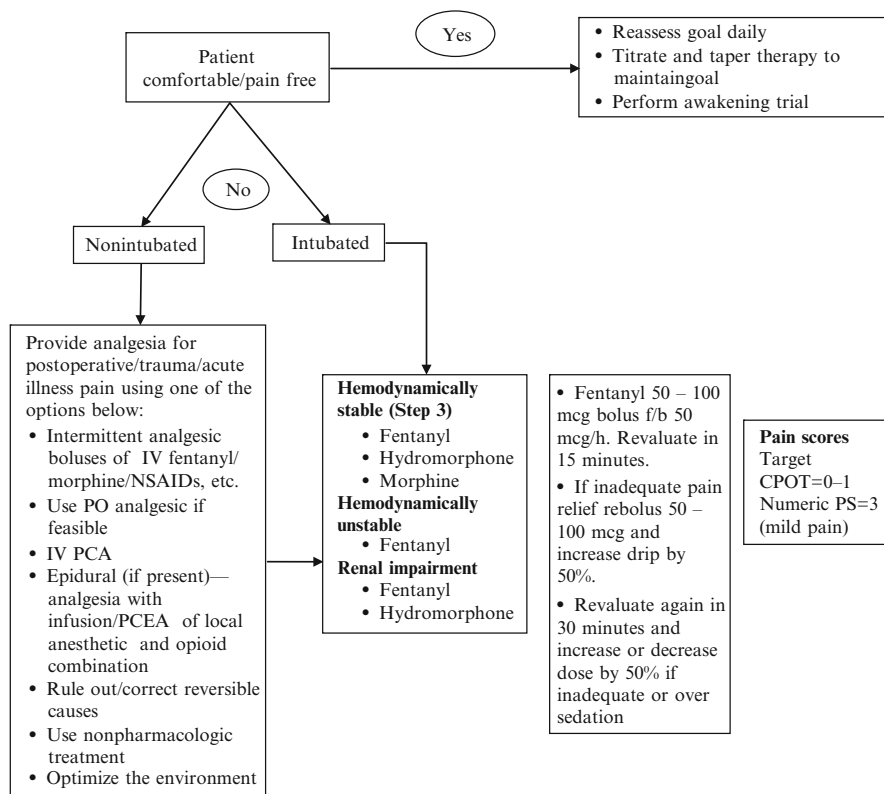 Patient
comfortable/pain free
Yes
• Reassess goal daily
• Titrate and taper therapy to
maintaingoal
• Perform awakening trial
No
Nonintubated
Intubated
Provide analgesia for
postoperative/trauma/acute
illness pain using one of the
options below:
• Intermittent analgesic
boluses of IV fentanyl/
morphine/NSAIDs, etc.
• Use PO analgesic if
feasible
• IV PCA
• Epidural (if present)—
analgesia with
infusion/PCEA of local
anesthetic and opioid
combination
• Rule out/correct reversible
causes
• Use nonpharmacologic
treatment
• Optimize the environment
Hemodynamically
stable (Step 3)
• Fentanyl
• Hydromorphone
• Morphine
Hemodynamically
unstable
• Fentanyl
Renal impairment
• Fentanyl
• Hydromorphone
• Fentanyl 50 – 100
mcg bolus f/b 50
mcg/h. Revaluate in
15 minutes.
• If inadequate pain
relief rebolus 50 –
100 mcg and
increase drip by
50%.
• Revaluate again in
30 minutes and
increase or decrease
dose by 50% if
inadequate or over
sedation
Pain scores
Target
CPOT=0–1
Numeric PS=3
(mild pain)